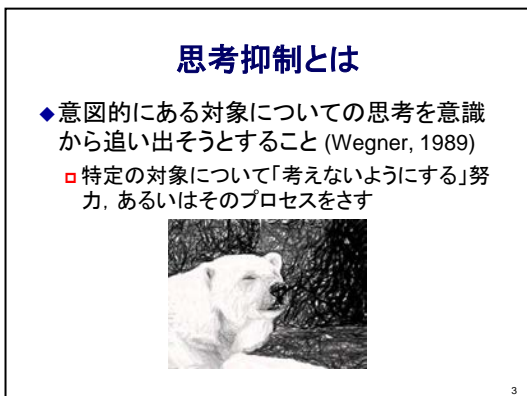 思考抑制とは
◆意図的にある対象についての思考を意識
から追い出そうとすること (Wegner, 1989)
¤特定の対象について「考えないようにする」努
力，あるいはそのプロセスをさす
3